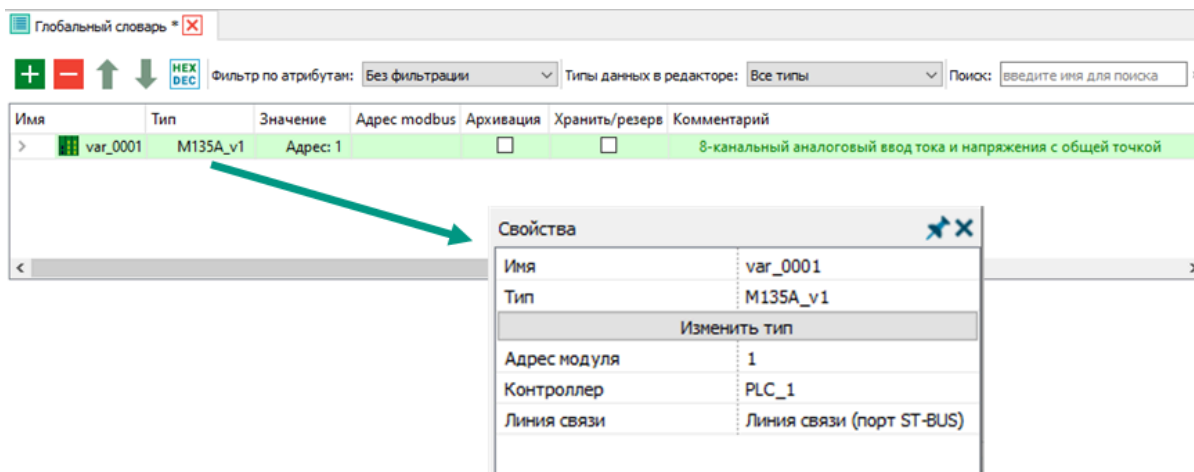 Глобальный словарь *
HEX DEC Фильтр по атрибутам: Без фильтрации Типы данных в редакторе: Все типы Поиск: введите имя для поиска
Имя Тип Значение Адрес modbus Архивация Хранить/резерв Комментарий
var_0001 M135A_v1 Адрес: 1 8-канальный аналоговый ввод тока и напряжения с общей точкой
Свойства
Имя var_0001
Тип M135A_v1
Изменить тип
Адрес модуля 1
Контроллер PLC_1
Линия связи Линия связи (порт ST-BUS)